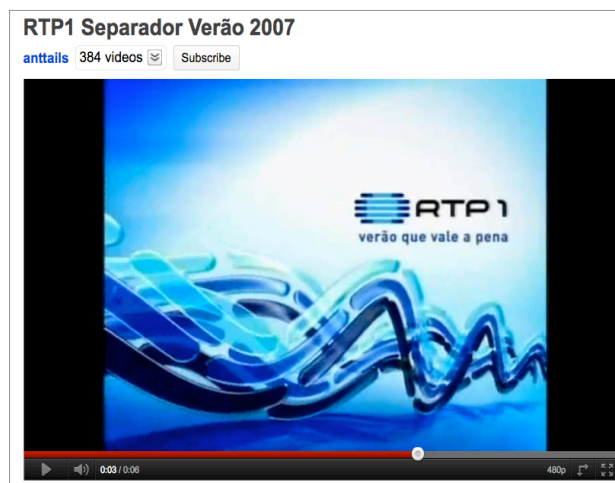 RTP1 Separador Verão 2007
anttails 384 videos Subscribe
RTP 1
verão que vale a pena
0:03 / 0:06 480p